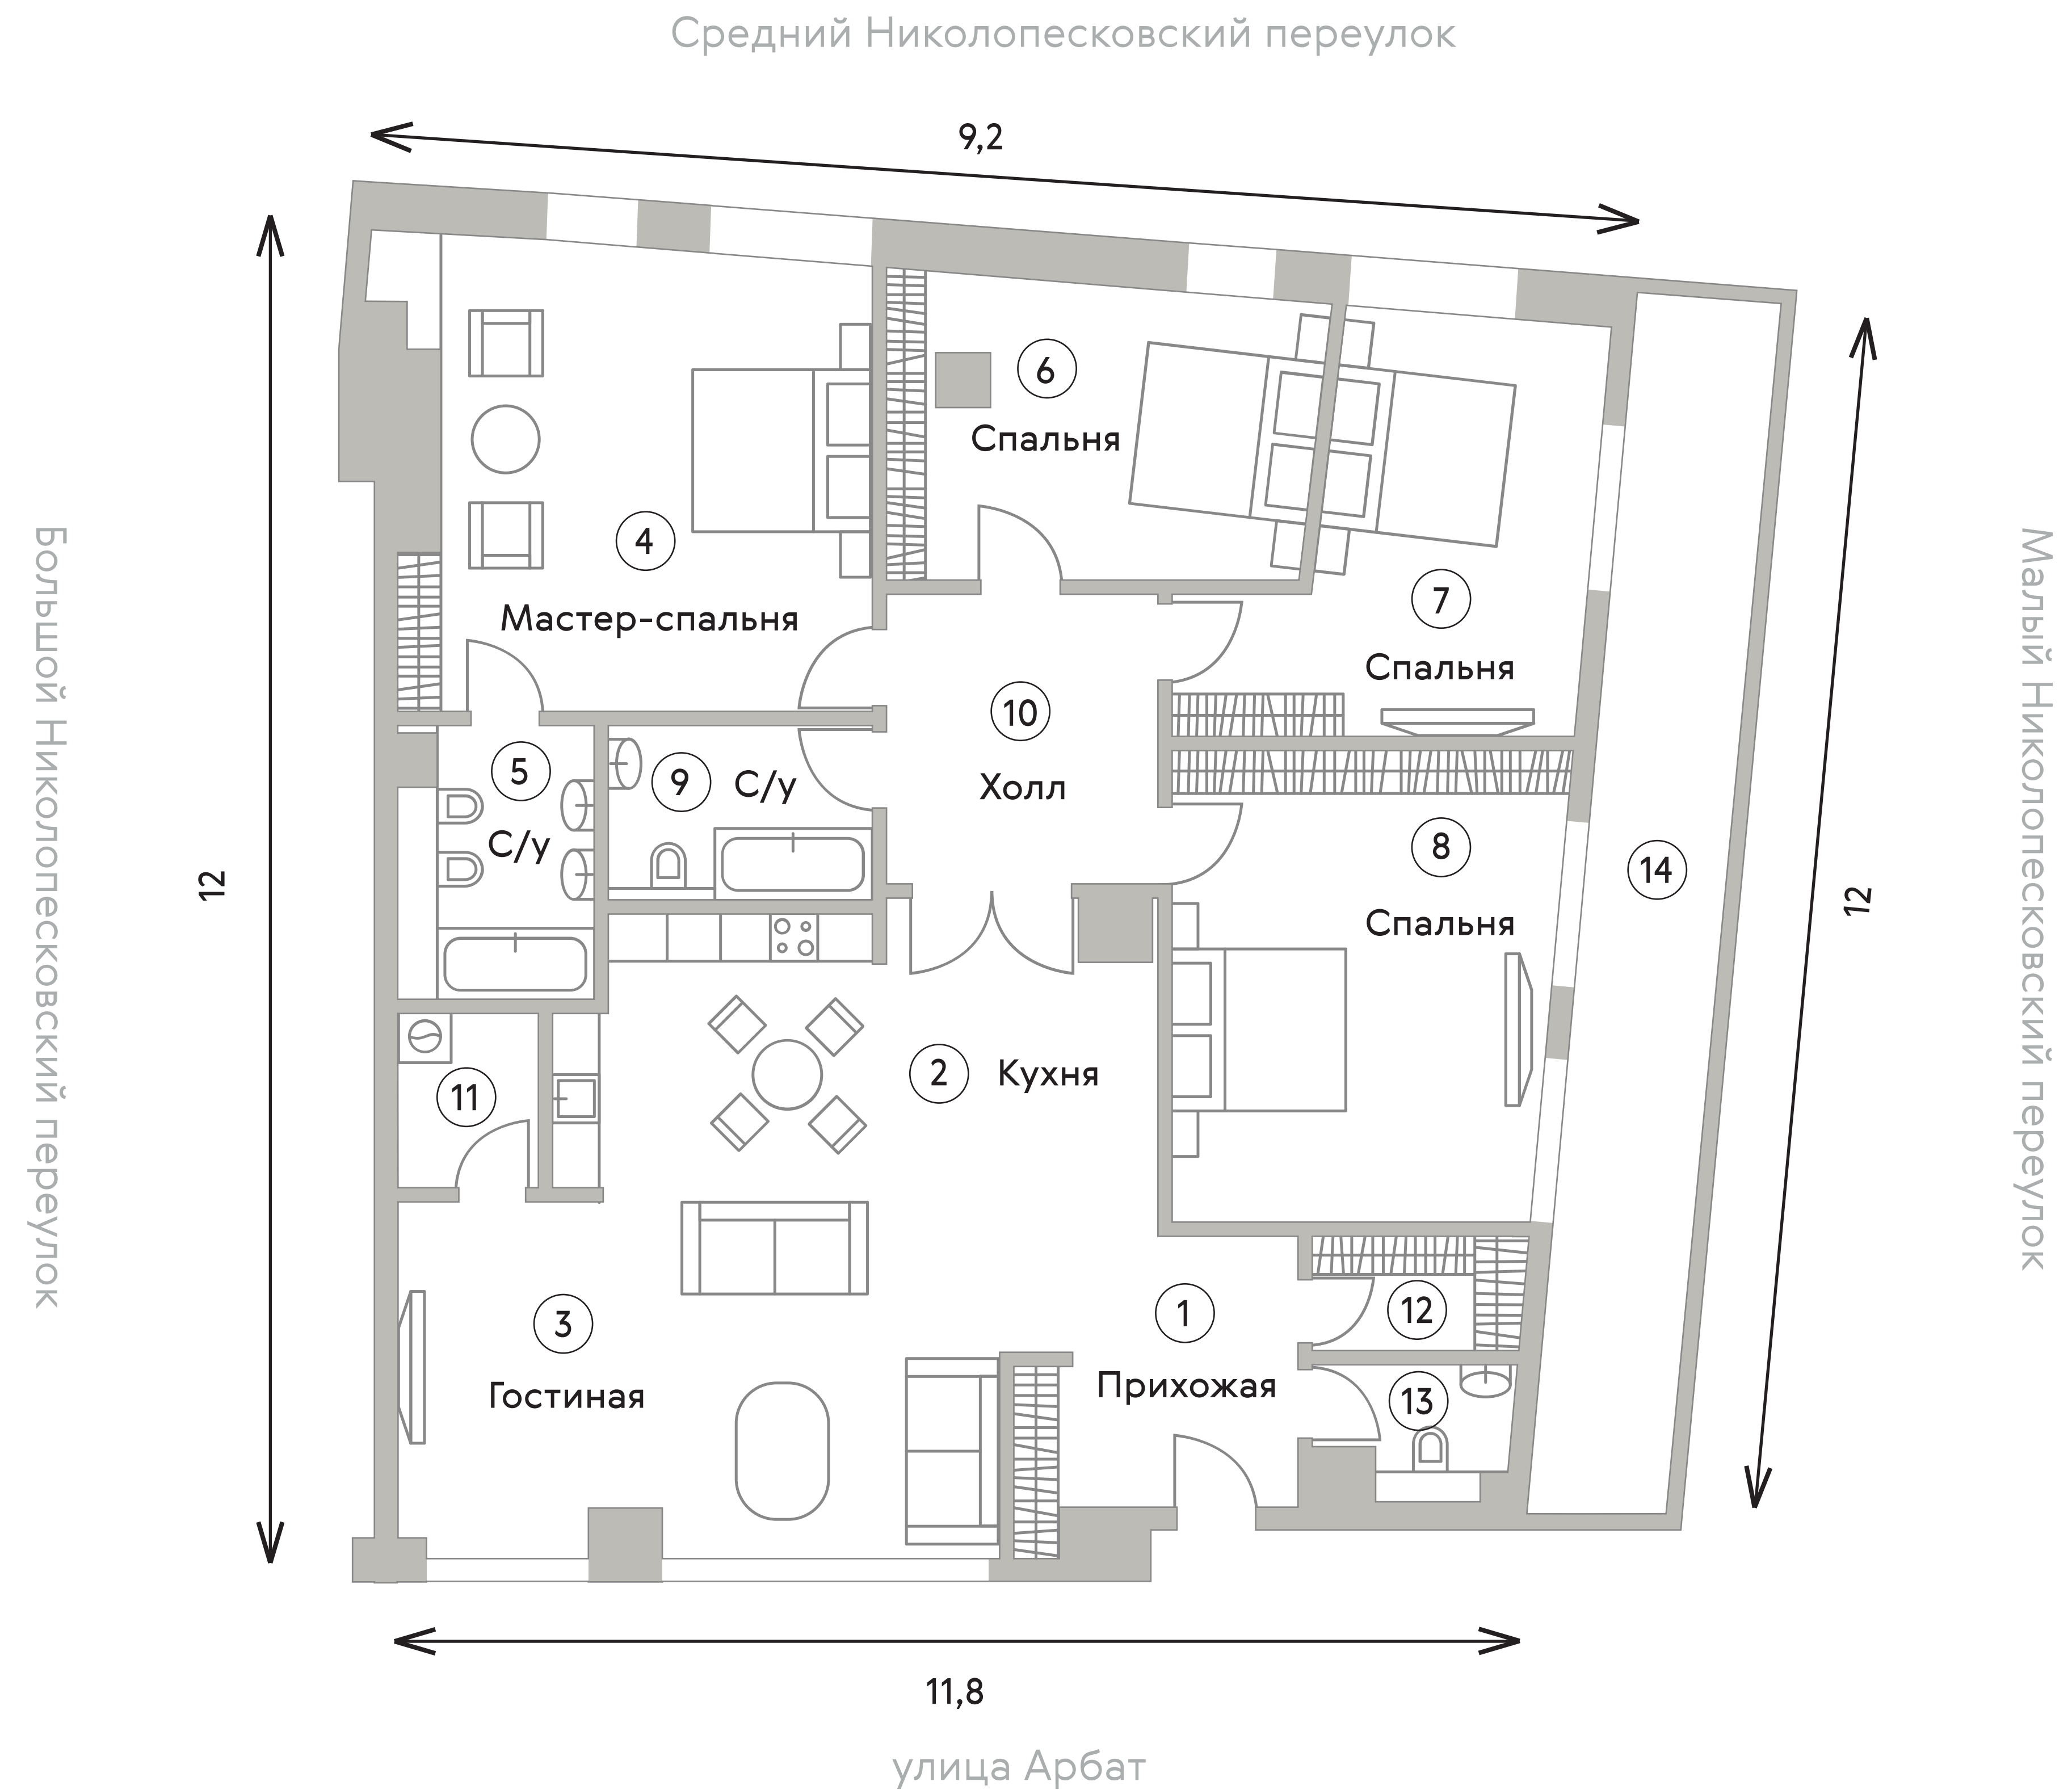 Средний Николопесковский переулок
9,2
6
Спальня
4
Мастер-спальня
7
Спальня
10
Холл
5
С/у
9
С/у
8
Спальня
14
12
12
Большой Николопесковский переулок
Малый Николопесковский переулок
2
Кухня
11
3
Гостиная
1
Прихожая
12
13
11,8
улица Арбат